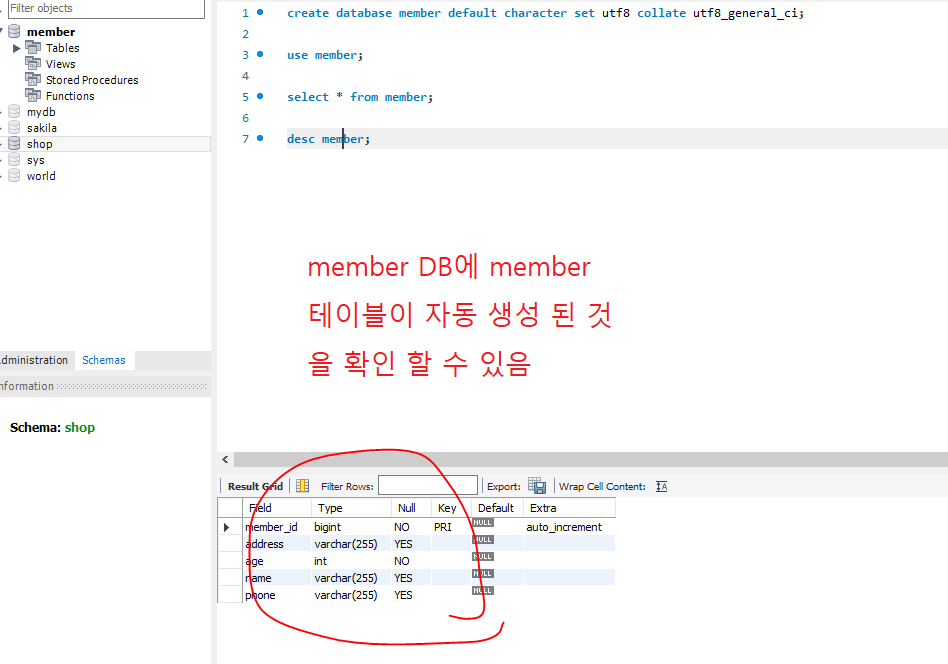 Filter objects
member
Tables
Views
Stored Procedures
Functions
mydb
sakila
shop
sys
world
dministration Schemas
nformation
Schema: shop
1 create database member default character set utf8 collate utf8_general_ci;
2
3 use member;
4
5 select * from member;
6
7 desc member;
member DB에 member
테이블이 자동 생성 된 것
을 확인 할 수 있음
Result Grid Filter Rows: Export: Wrap Cell Content:
Field Type Null Key Default Extra
member_id bigint NO PRI NULL auto_increment
address varchar(255) YES NULL
age int NO NULL
name varchar(255) YES NULL
phone varchar(255) YES NULL